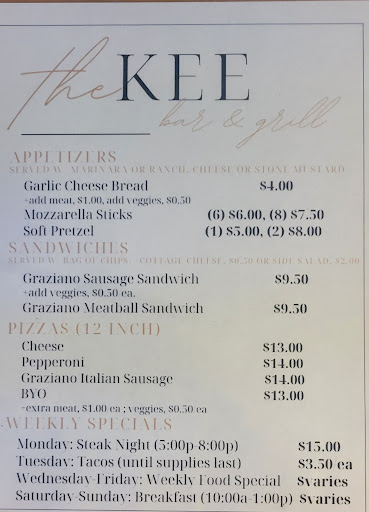 the KEE
bar & grill
APPETIZERS
SERVED W/ MARINARA OR RANCH, CHEESE OR STONE MUSTARD
Garlic Cheese Bread $4.00
+add meat, $1.00, add veggies, $0.50
Mozzarella Sticks (6) $6.00, (8) $7.50
Soft Pretzel (1) $5.00, (2) $8.00
SANDWICHES
SERVED W/ BAG OF CHIPS, +COTTAGE CHEESE, $0.50 OR SIDE SALAD, $2.00
Graziano Sausage Sandwich $9.50
+add veggies, $0.50 ea.
Graziano Meatball Sandwich $9.50
PIZZAS (12 INCH)
Cheese $13.00
Pepperoni $14.00
Graziano Italian Sausage $14.00
BYO $13.00
+extra meat, $1.00 ea ; veggies, $0.50 ea
WEEKLY SPECIALS
Monday: Steak Night (5:00p-8:00p) $15.00
Tuesday: Tacos (until supplies last) $3.50 ea
Wednesday-Friday: Weekly Food Special $varies
Saturday-Sunday: Breakfast (10:00a-1:00p) $varies